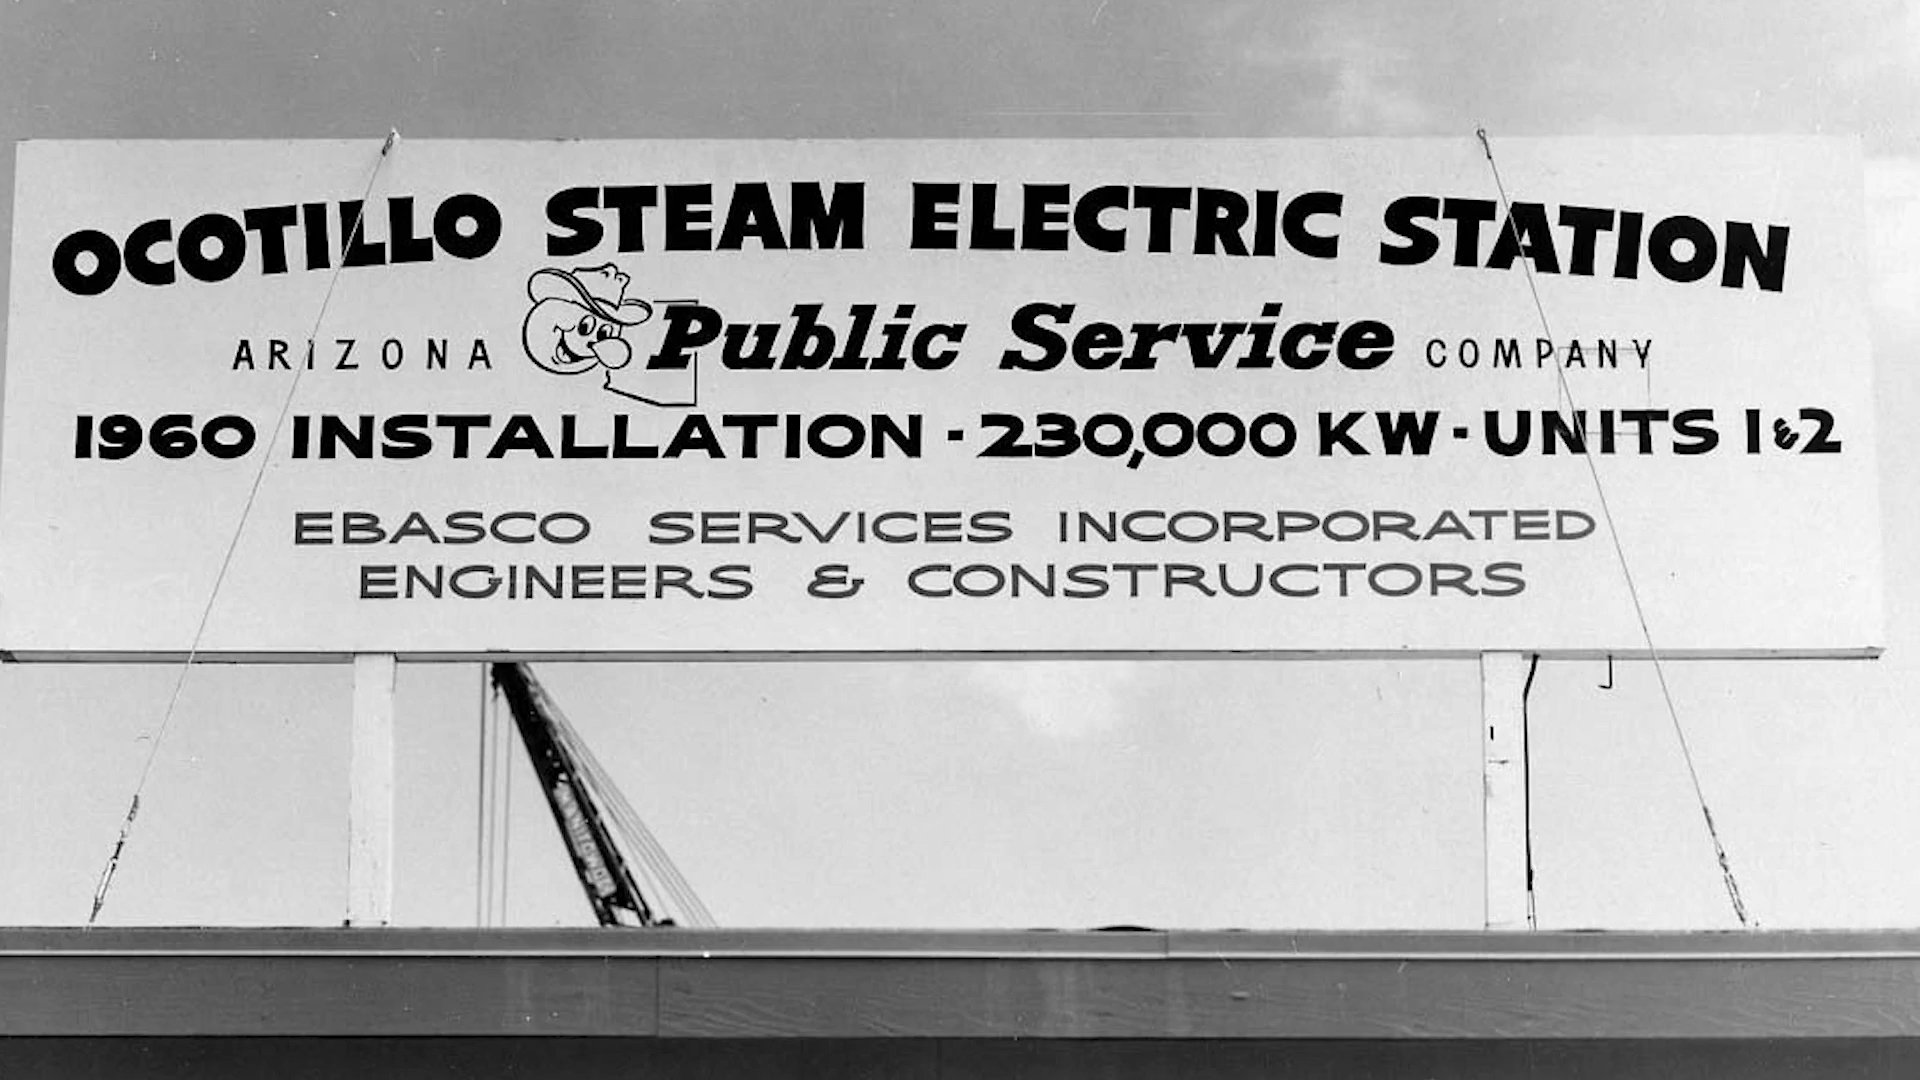 OCOTILLO STEAM ELECTRIC STATION
ARIZONA Public Service COMPANY
1960 INSTALLATION - 230,000 KW - UNITS 1 & 2
EBASCO SERVICES INCORPORATED
ENGINEERS & CONSTRUCTORS